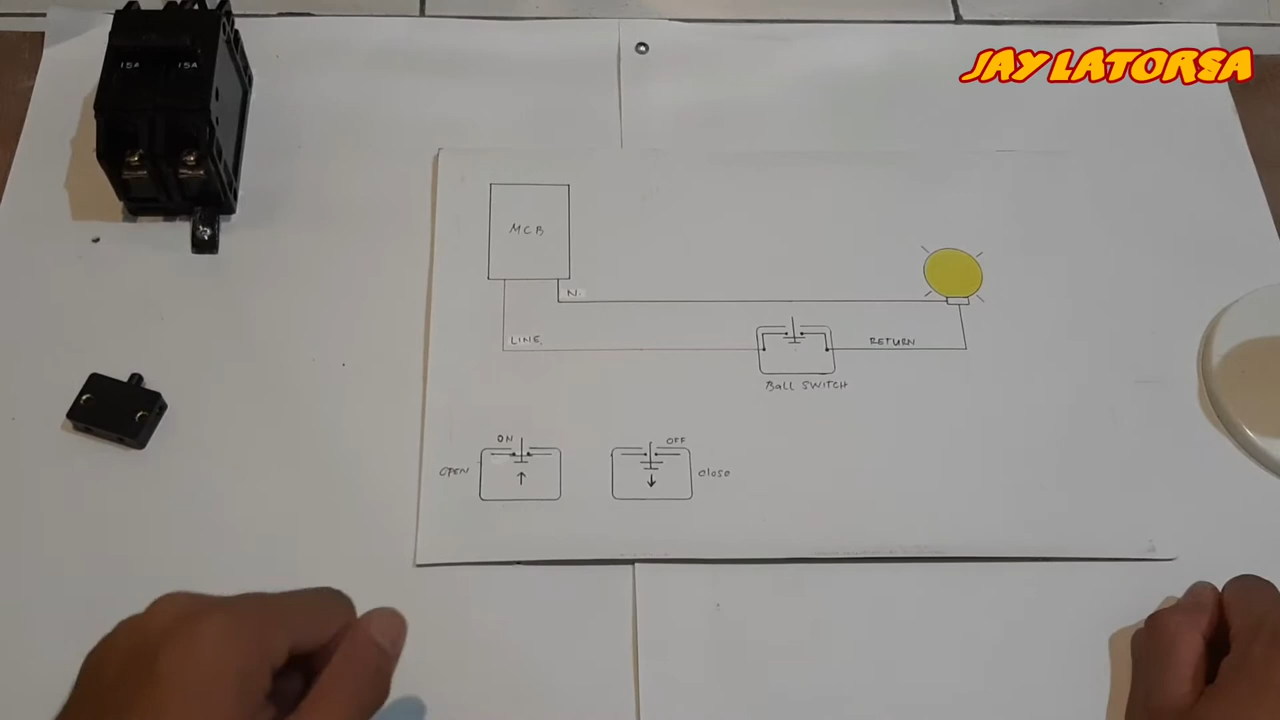 JAY LATORSA
15A 15A
MCB
N.
LINE,
RETURN
BALL SWITCH
ON
OFF
OPEN
Close